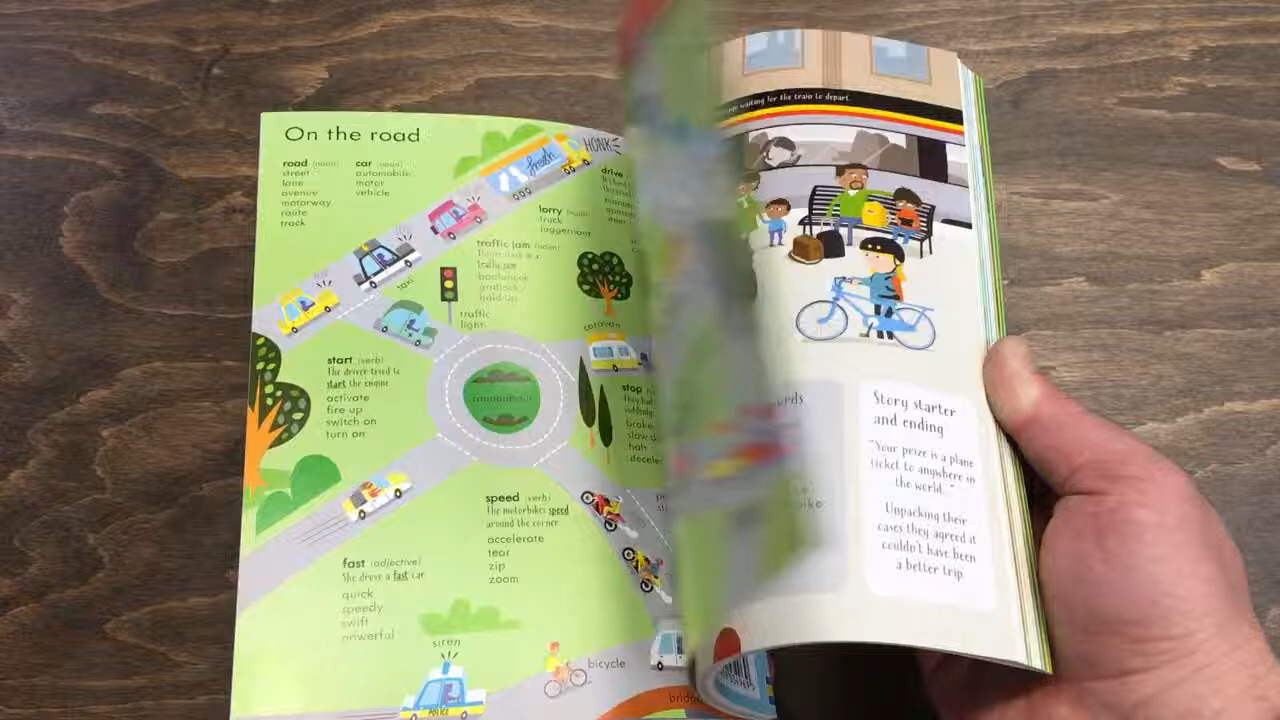 On the road
road (noun)
street
lane
avenue
motorway
route
track
car (noun)
automobile
motor
vehicle
fresh
HONK
drive
lorry
truck
juggernaut
traffic jam (noun)
traffic jam
bottleneck
gridlock
hold-up
taxi
traffic
light
caravan
start (verb)
The driver tried to
start the engine
activate
fire up
switch on
turn on
roundabout
stop
brake
slow d
halt
decele
speed (verb)
The motorbikes speed
around the corner
accelerate
tear
zip
zoom
fast (adjective)
She drove a fast car
quick
speedy
swift
powerful
siren
POLICE
bicycle
bridg
waiting for the train to depart.
Story starter
and ending
"Your prize is a plane
ticket to anywhere in
the world..."
Unpacking their
cases they agreed it
couldn't have been
a better trip